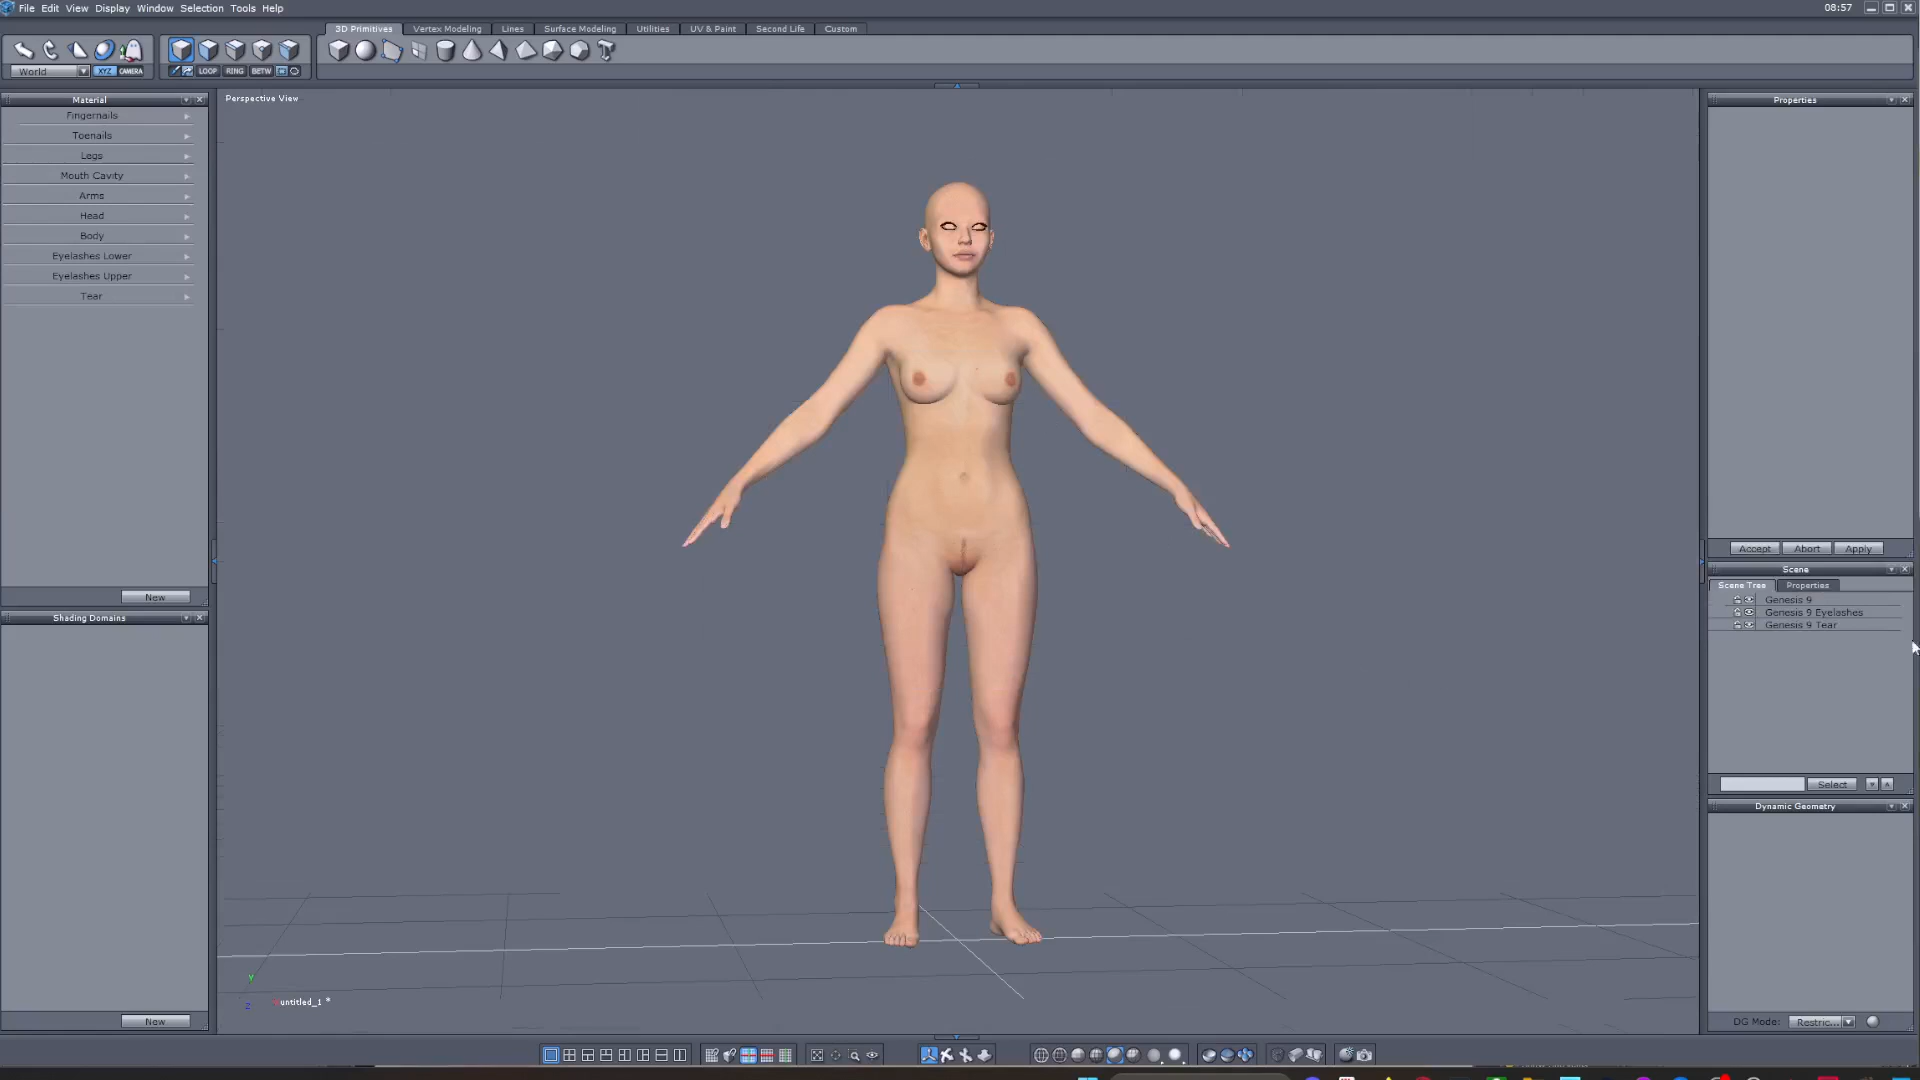 File Edit View Display Window Selection Tools Help
08:57
3D Primitives Vertex Modeling Lines Surface Modeling Utilities UV & Paint Second Life Custom
World XYZ CAMERA LOOP RING BETW
Material
Fingernails
Toenails
Legs
Mouth Cavity
Arms
Head
Body
Eyelashes Lower
Eyelashes Upper
Tear
New
Shading Domains
New
Perspective View
Y
Z
untitled_1 *
Properties
Accept Abort Apply
Scene
Scene Tree Properties
Genesis 9
Genesis 9 Eyelashes
Genesis 9 Tear
Select
Dynamic Geometry
DG Mode: Restric...